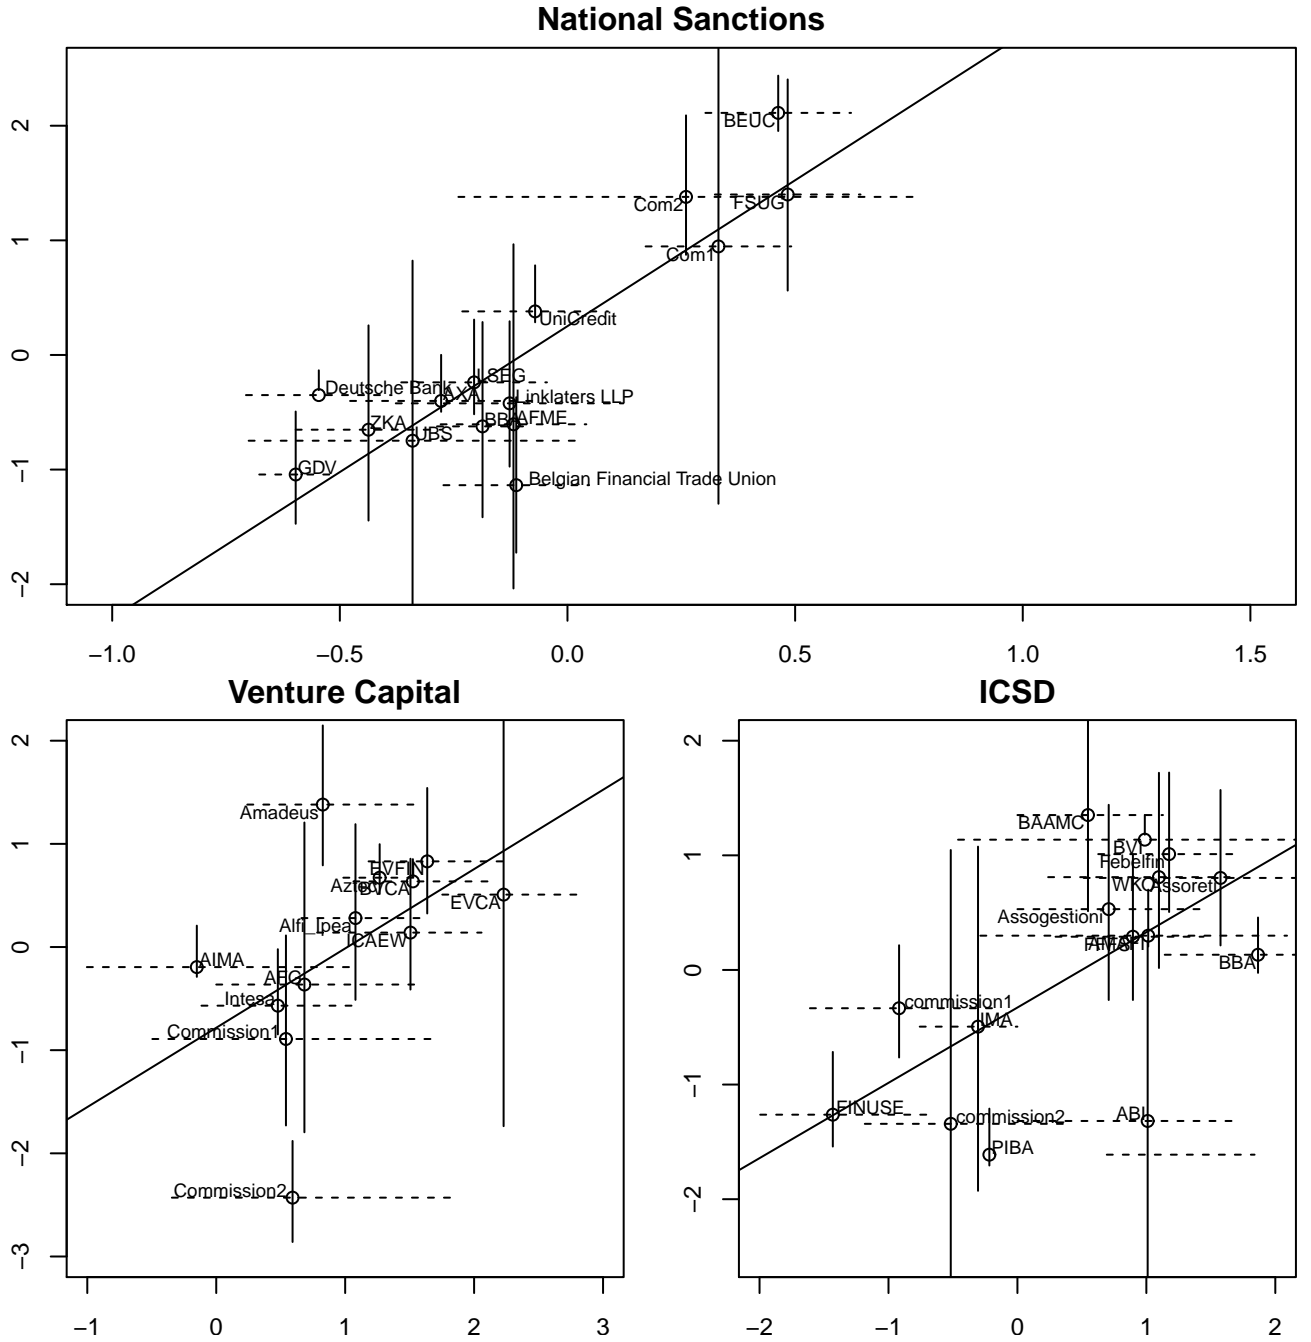 National Sanctions
2
1
0
−1
−2
BEUC
Com2
FSUG
Com1
UniCredit
SEG
Deutsche Bank
AXA
Linklaters LLP
ZKA
BBA
AFME
UBS
GDV
Belgian Financial Trade Union
−1.0 −0.5 0.0 0.5 1.0 1.5
Venture Capital
2
1
0
−1
−2
−3
Amadeus
EVFIN
Aztec
BVCA
EVCA
Alfi_Ipea
ICAEW
AIMA
AEC
Intesa
Commission1
Commission2
−1 0 1 2 3
ICSD
2
1
0
−1
−2
BAAMC
BVI
Febelfin
WKO
Assoreti
Assogestioni
BBA
commission1
IMA
FINUSE
commission2
ABI
PIBA
−2 −1 0 1 2